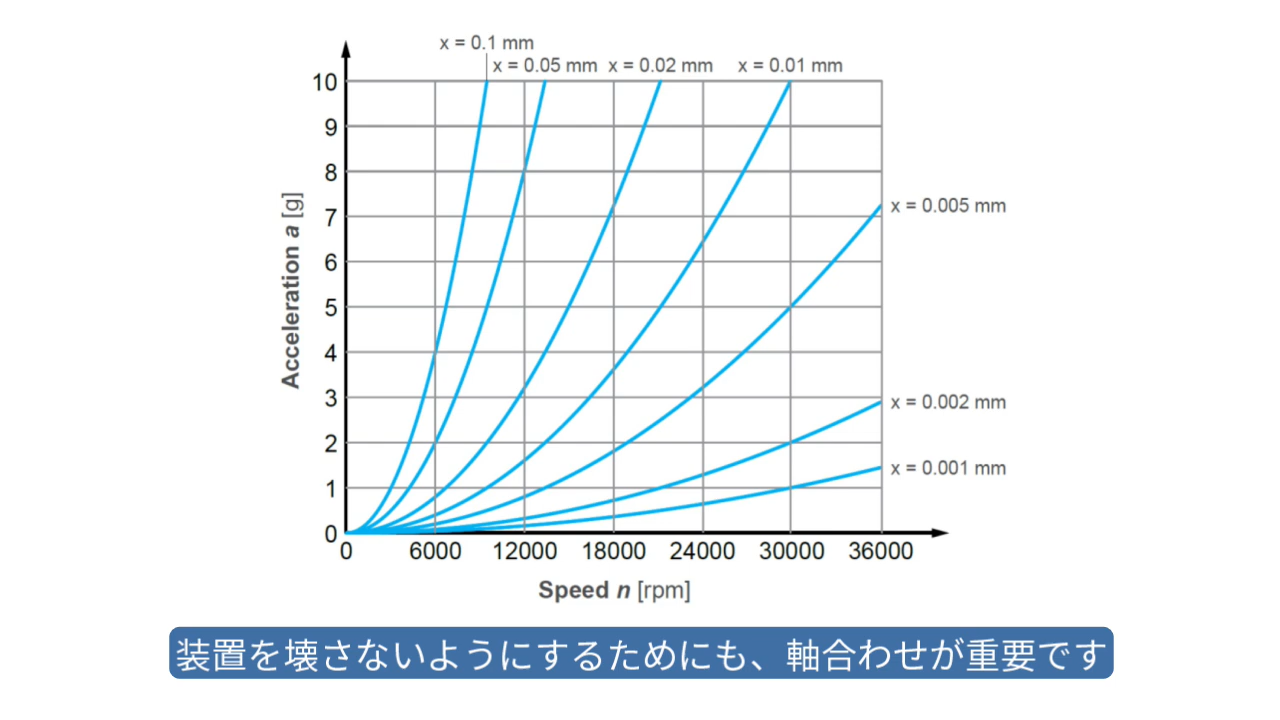 x = 0.1 mm
x = 0.05 mm x = 0.02 mm x = 0.01 mm
10
9
8
7
6
5
4
3
2
1
0
Acceleration a [g]
x = 0.005 mm
x = 0.002 mm
x = 0.001 mm
0 6000 12000 18000 24000 30000 36000
Speed n [rpm]
装置を壊さないようにするためにも、軸合わせが重要です